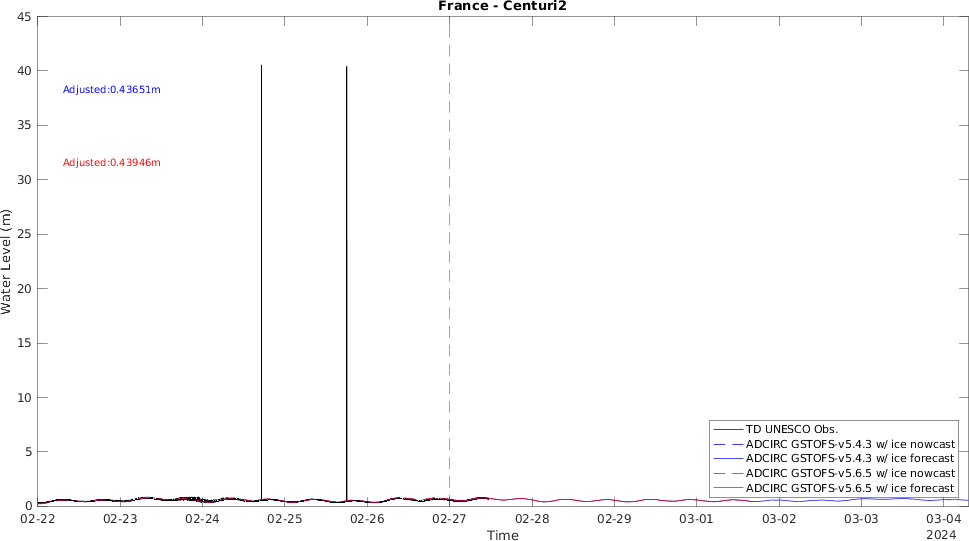 France - Centuri2
45
40
35
30
25
20
15
10
5
0
Water Level (m)
Adjusted:0.43651m
Adjusted:0.43946m
TD UNESCO Obs.
ADCIRC GSTOFS-v5.4.3 w/ ice nowcast
ADCIRC GSTOFS-v5.4.3 w/ ice forecast
ADCIRC GSTOFS-v5.6.5 w/ ice nowcast
ADCIRC GSTOFS-v5.6.5 w/ ice forecast
02-22 02-23 02-24 02-25 02-26 02-27 02-28 02-29 03-01 03-02 03-03 03-04
Time
2024